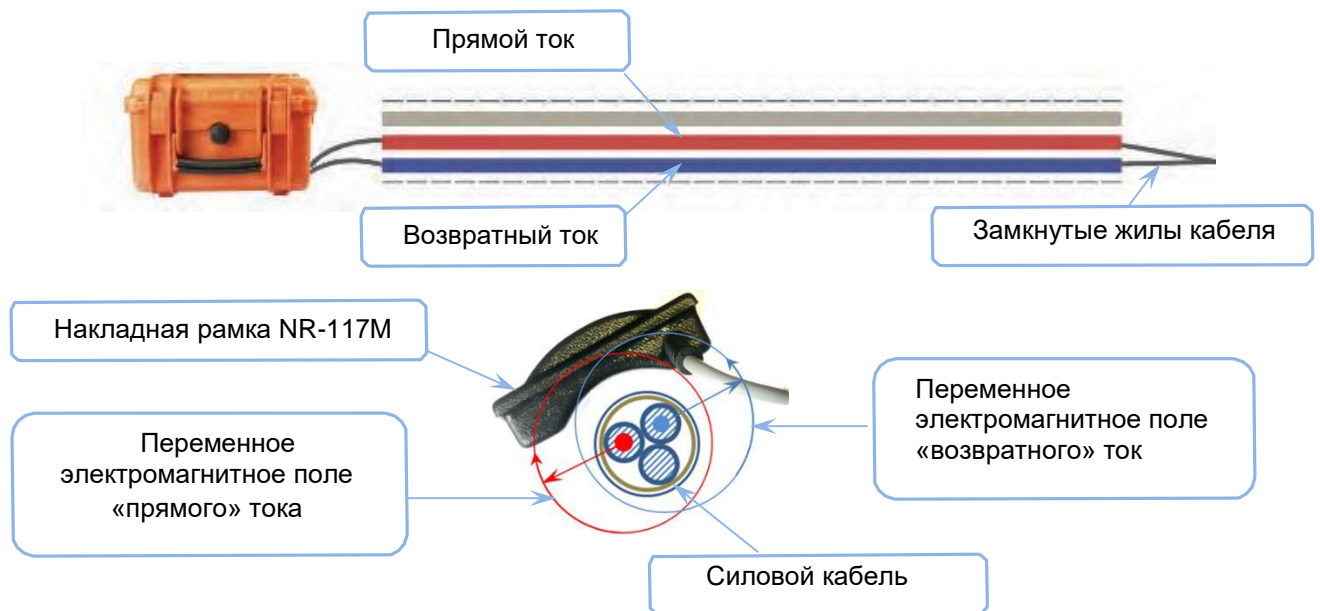 Прямой ток
Возвратный ток
Замкнутые жилы кабеля
Накладная рамка NR-117М
Переменное
электромагнитное поле
«прямого» тока
Переменное
электромагнитное поле
«возвратного» ток
Силовой кабель